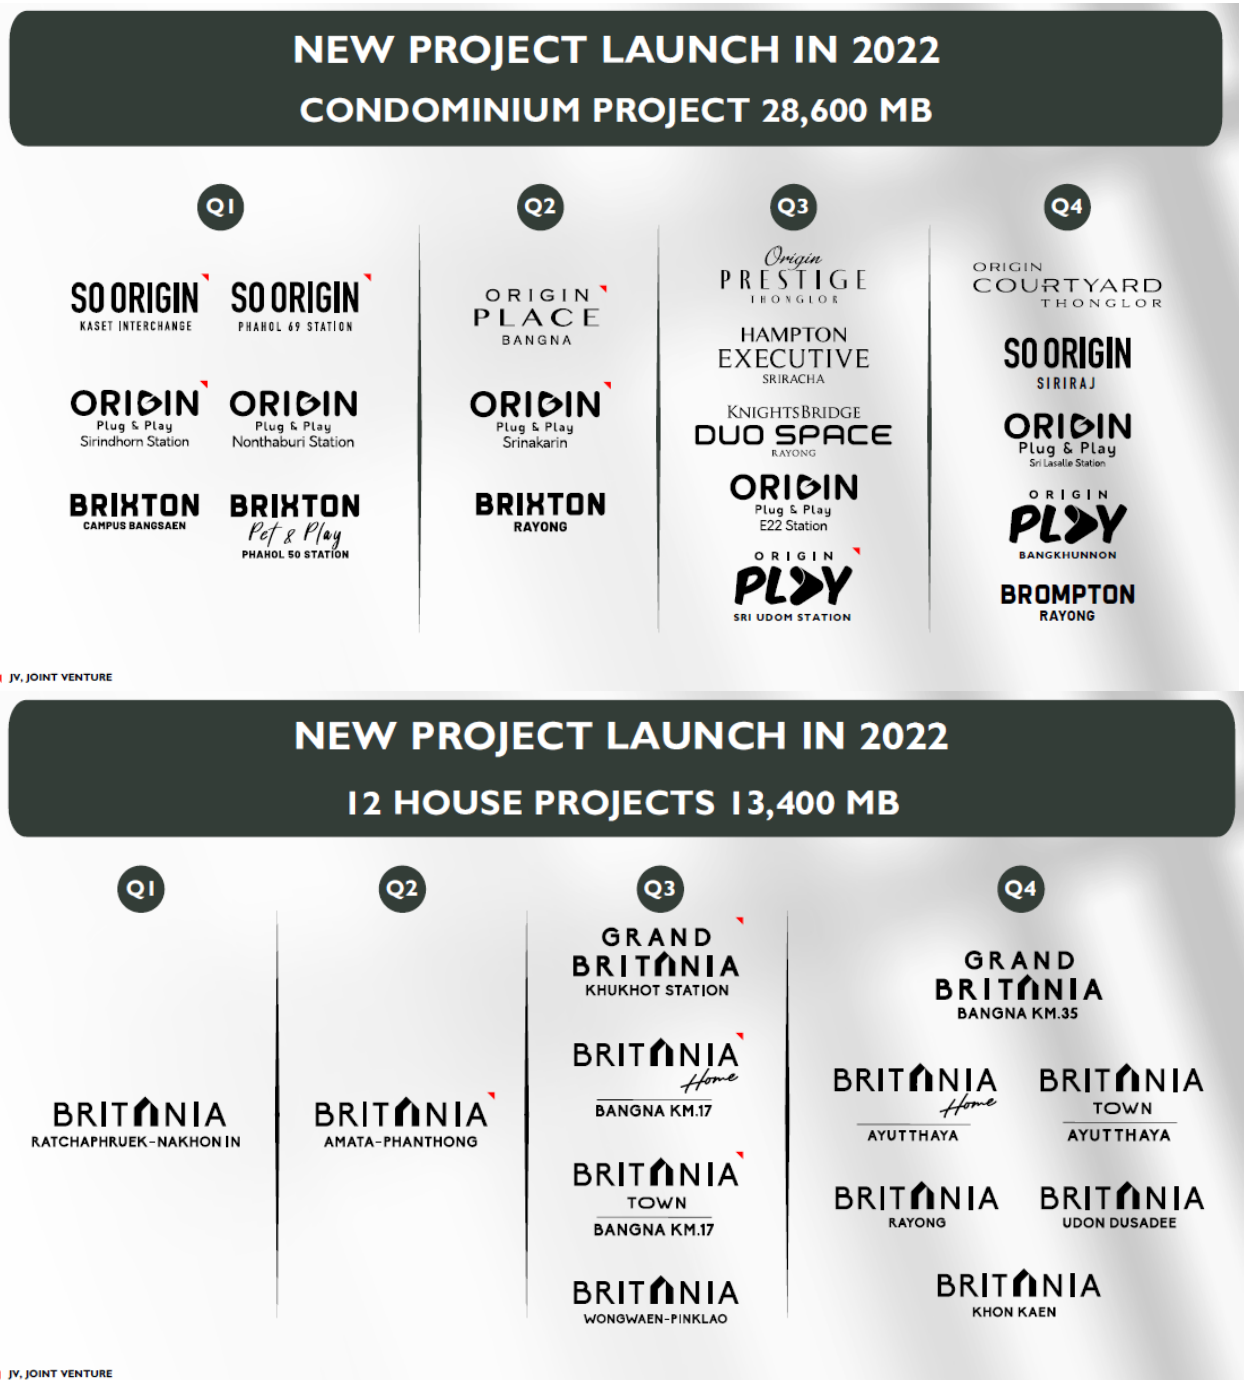 NEW PROJECT LAUNCH IN 2022
CONDOMINIUM PROJECT 28,600 MB
Q1
SO ORIGIN
KASET INTERCHANGE
SO ORIGIN
PHAHOL 69 STATION
ORIGIN
Plug & Play
Sirindhorn Station
ORIGIN
Plug & Play
Nonthaburi Station
BRIXTON
CAMPUS BANGSAEN
BRIXTON
Pet & Play
PHAHOL 50 STATION
Q2
ORIGIN
PLACE
BANGNA
ORIGIN
Plug & Play
Srinakarin
BRIXTON
RAYONG
Q3
Origin
PRESTIGE
THONGLOR
HAMPTON
EXECUTIVE
SRIRACHA
KNIGHTSBRIDGE
DUO SPACE
RAYONG
ORIGIN
Plug & Play
E22 Station
ORIGIN
PLAY
SRI UDOM STATION
Q4
ORIGIN
COURTYARD
THONGLOR
SO ORIGIN
SIRIRAJ
ORIGIN
Plug & Play
Sri Lasalle Station
ORIGIN
PLAY
BANGKHUNNON
BROMPTON
RAYONG
JV, JOINT VENTURE
NEW PROJECT LAUNCH IN 2022
12 HOUSE PROJECTS 13,400 MB
Q1
BRITANIA
RATCHAPHRUEK-NAKHON IN
Q2
BRITANIA
AMATA-PHANTHONG
Q3
GRAND
BRITANIA
KHUKHOT STATION
BRITANIA
Home
BANGNA KM.17
BRITANIA
TOWN
BANGNA KM.17
BRITANIA
WONGWAEN-PINKLAO
Q4
GRAND
BRITANIA
BANGNA KM.35
BRITANIA
Home
AYUTTHAYA
BRITANIA
TOWN
AYUTTHAYA
BRITANIA
RAYONG
BRITANIA
UDON DUSADEE
BRITANIA
KHON KAEN
JV, JOINT VENTURE